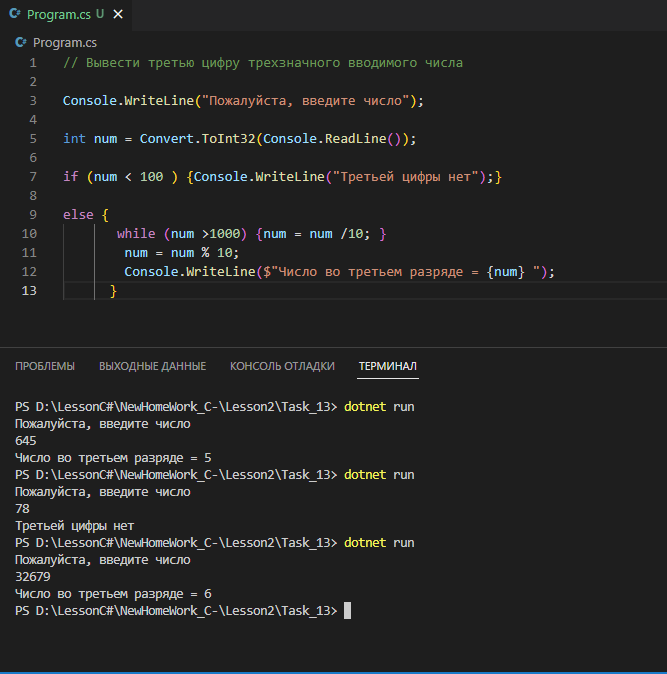 Program.cs U
Program.cs
1 // Вывести третью цифру трехзначного вводимого числа
2
3 Console.WriteLine("Пожалуйста, введите число");
4
5 int num = Convert.ToInt32(Console.ReadLine());
6
7 if (num < 100 ) {Console.WriteLine("Третьей цифры нет");}
8
9 else {
10 while (num >1000) {num = num /10; }
11 num = num % 10;
12 Console.WriteLine($"Число во третьем разряде = {num} ");
13 }
ПРОБЛЕМЫ ВЫХОДНЫЕ ДАННЫЕ КОНСОЛЬ ОТЛАДКИ ТЕРМИНАЛ
PS D:\LessonC#\NewHomeWork_C-\Lesson2\Task_13> dotnet run
Пожалуйста, введите число
645
Число во третьем разряде = 5
PS D:\LessonC#\NewHomeWork_C-\Lesson2\Task_13> dotnet run
Пожалуйста, введите число
78
Третьей цифры нет
PS D:\LessonC#\NewHomeWork_C-\Lesson2\Task_13> dotnet run
Пожалуйста, введите число
32679
Число во третьем разряде = 6
PS D:\LessonC#\NewHomeWork_C-\Lesson2\Task_13>